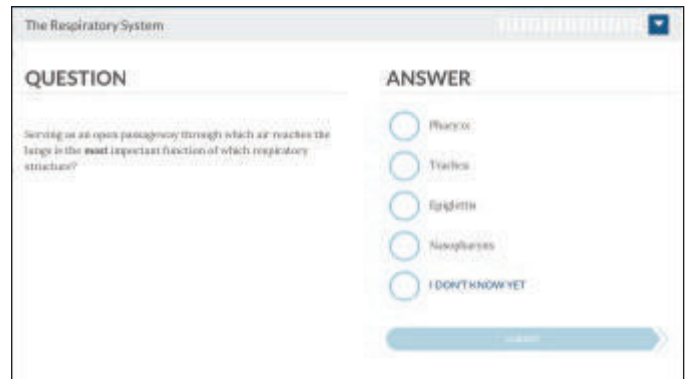 The Respiratory System
QUESTION
ANSWER
Serving as an open passageway through which air reaches the
lungs is the most important function of which respiratory
structure?
Pharynx
Trachea
Epiglottis
Nasopharynx
I DON'T KNOW YET
SUBMIT